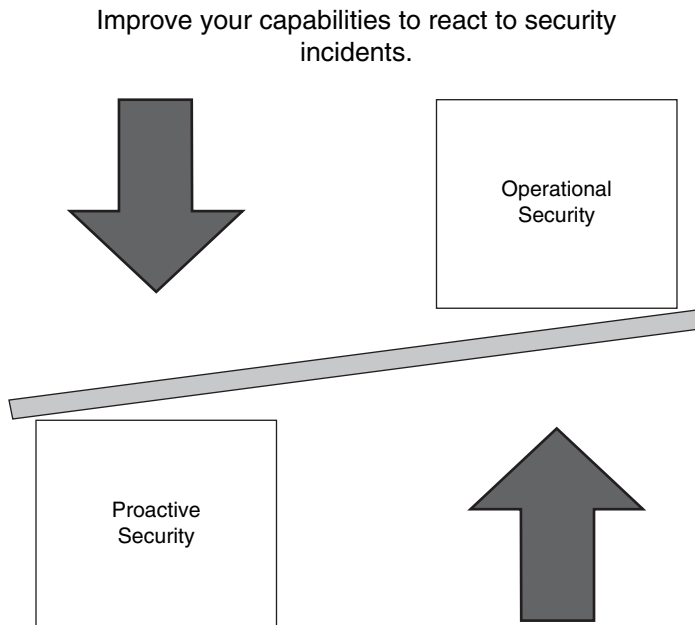 Improve your capabilities to react to security
incidents.
Operational
Security
Proactive
Security